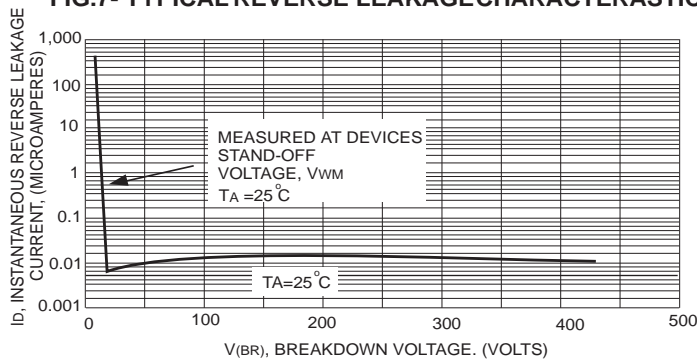 FIG.7- TYPICAL REVERSE LEAKAGE CHARACTERASTIC
ID, INSTANTANEOUS REVERSE LEAKAGE
CURRENT, (MICROAMPERES)
1,000
100
10
1
0.1
0.01
0.001
MEASURED AT DEVICES
STAND-OFF
VOLTAGE, VWM
TA =25°C
TA=25°C
0 100 200 300 400 500
V(BR), BREAKDOWN VOLTAGE. (VOLTS)